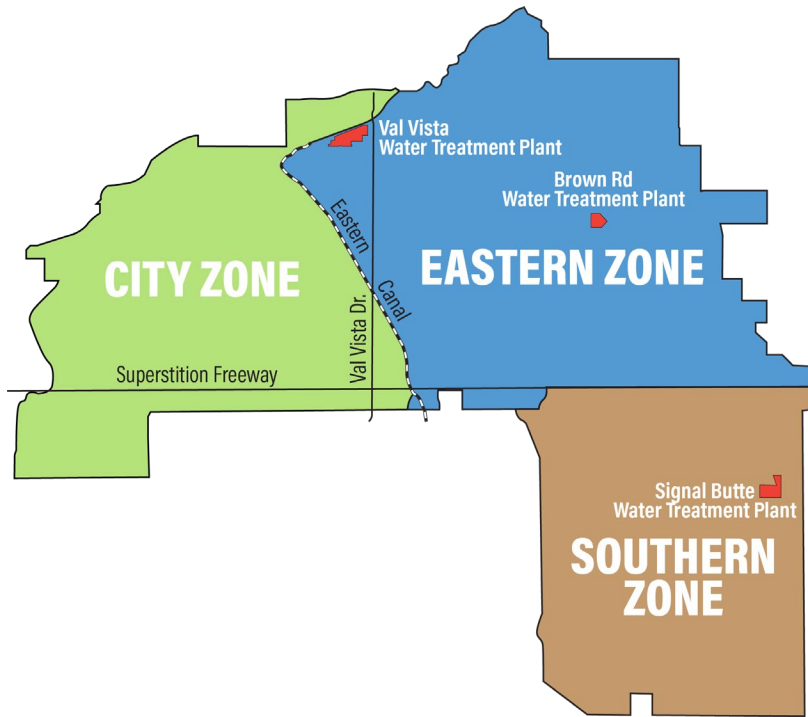 Val Vista
Water Treatment Plant
Brown Rd
Water Treatment Plant
Eastern
Canal
CITY ZONE
EASTERN ZONE
Val Vista Dr.
Superstition Freeway
Signal Butte
Water Treatment Plant
SOUTHERN
ZONE